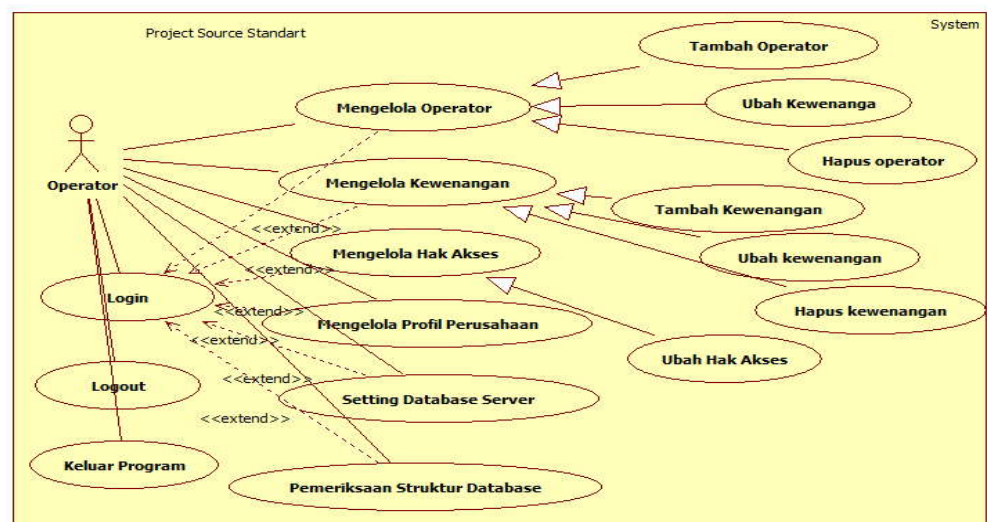 Project Source Standart
System
Tambah Operator
Mengelola Operator
Ubah Kewenanga
Hapus operator
Operator
Mengelola Kewenangan
Tambah Kewenangan
<<extend>>
Mengelola Hak Akses
Ubah kewenangan
<<extend>>
Login
<<extend>>
Hapus kewenangan
Mengelola Profil Perusahaan
<<extend>>
Ubah Hak Akses
Logout
<<extend>>
Setting Database Server
<<extend>>
Keluar Program
Pemeriksaan Struktur Database